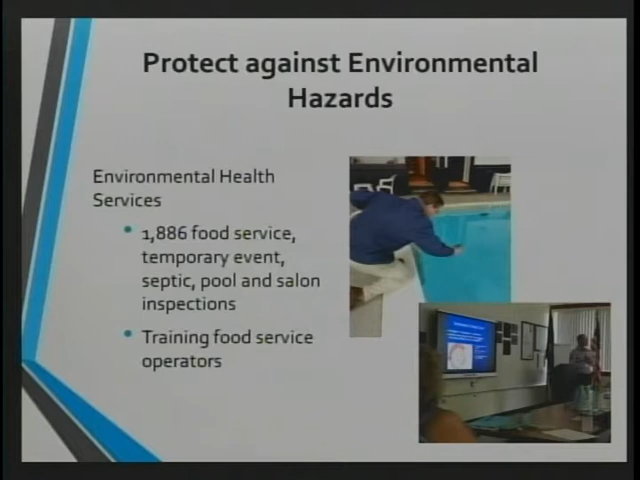 Protect against Environmental
Hazards
Environmental Health
Services
• 1,886 food service,
temporary event,
septic, pool and salon
inspections
• Training food service
operators